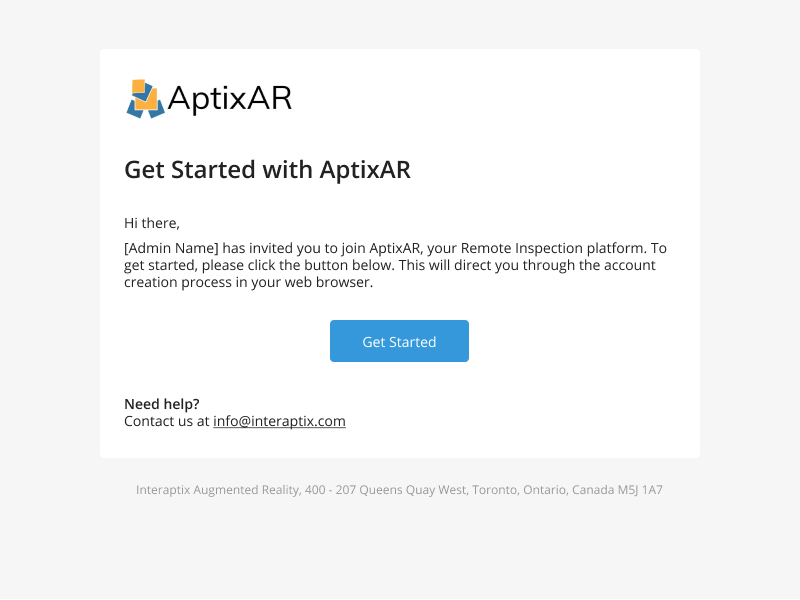 AptixAR
Get Started with AptixAR
Hi there,
[Admin Name] has invited you to join AptixAR, your Remote Inspection platform. To
get started, please click the button below. This will direct you through the account
creation process in your web browser.
Get Started
Need help?
Contact us at info@interaptix.com
Interaptix Augmented Reality, 400 - 207 Queens Quay West, Toronto, Ontario, Canada M5J 1A7